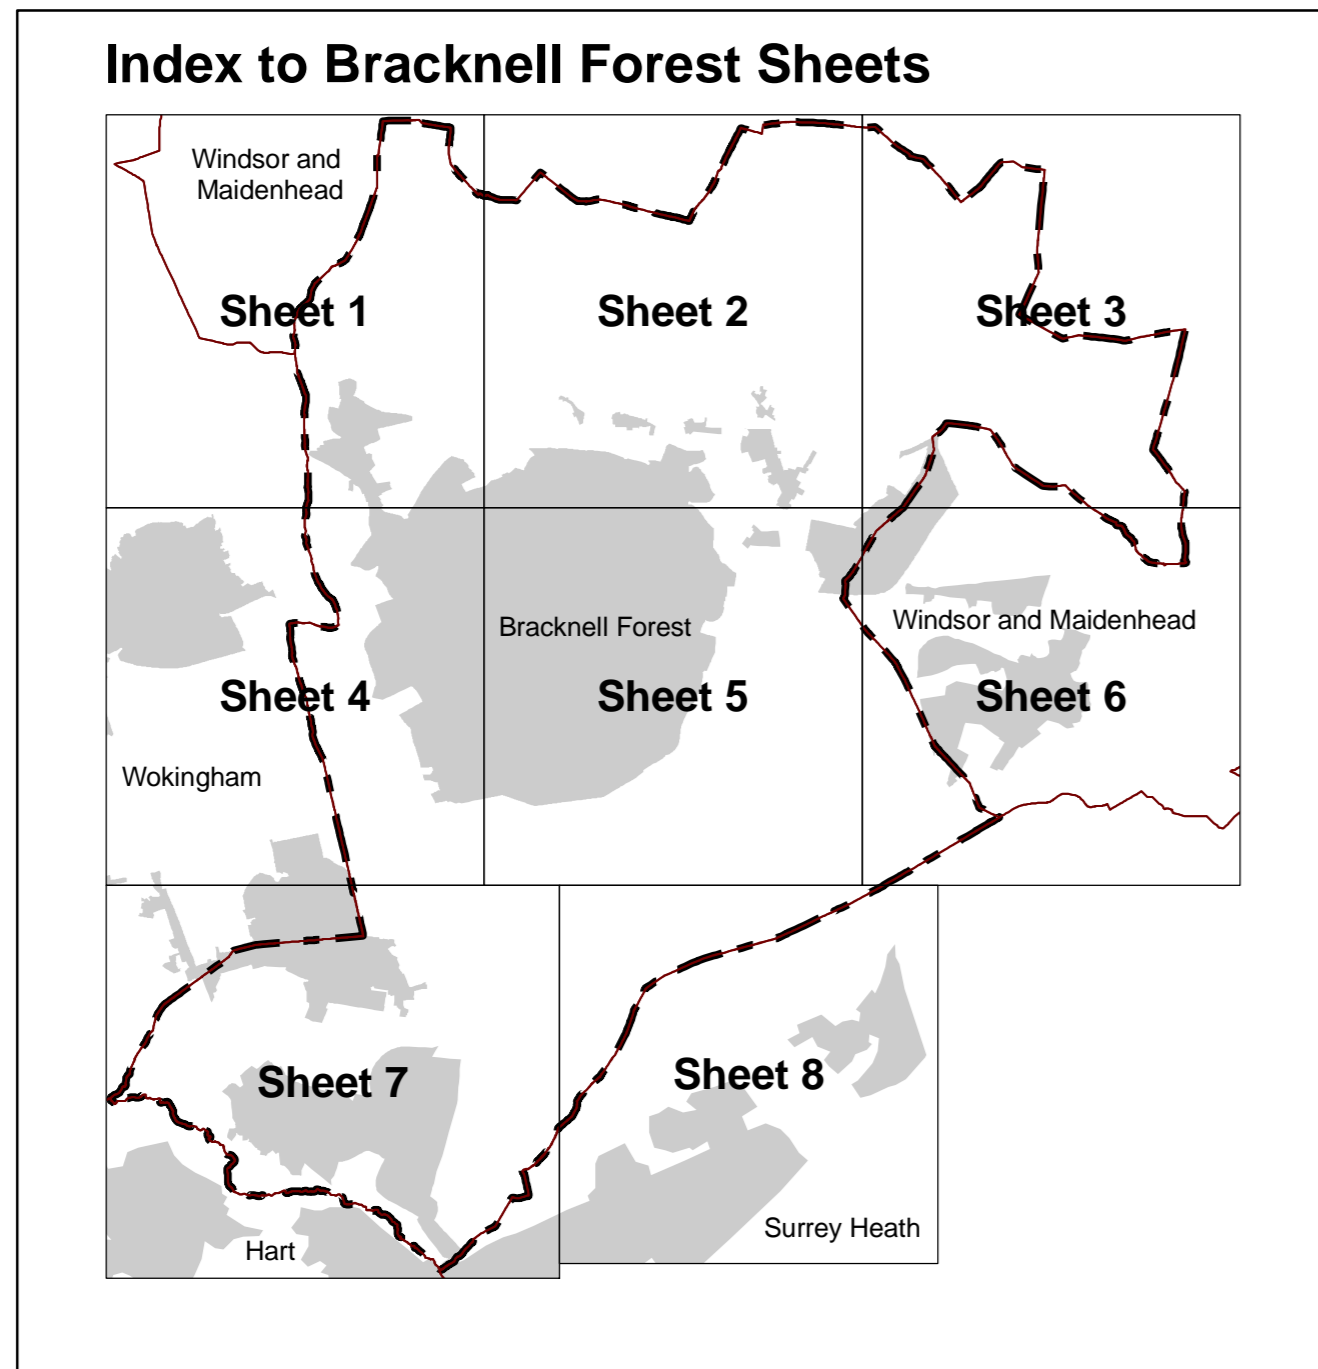 Index to Bracknell Forest Sheets
Windsor and
Maidenhead
Sheet 1
Sheet 2
Sheet 3
Bracknell Forest
Windsor and Maidenhead
Sheet 4
Sheet 5
Sheet 6
Wokingham
Sheet 7
Sheet 8
Hart
Surrey Heath